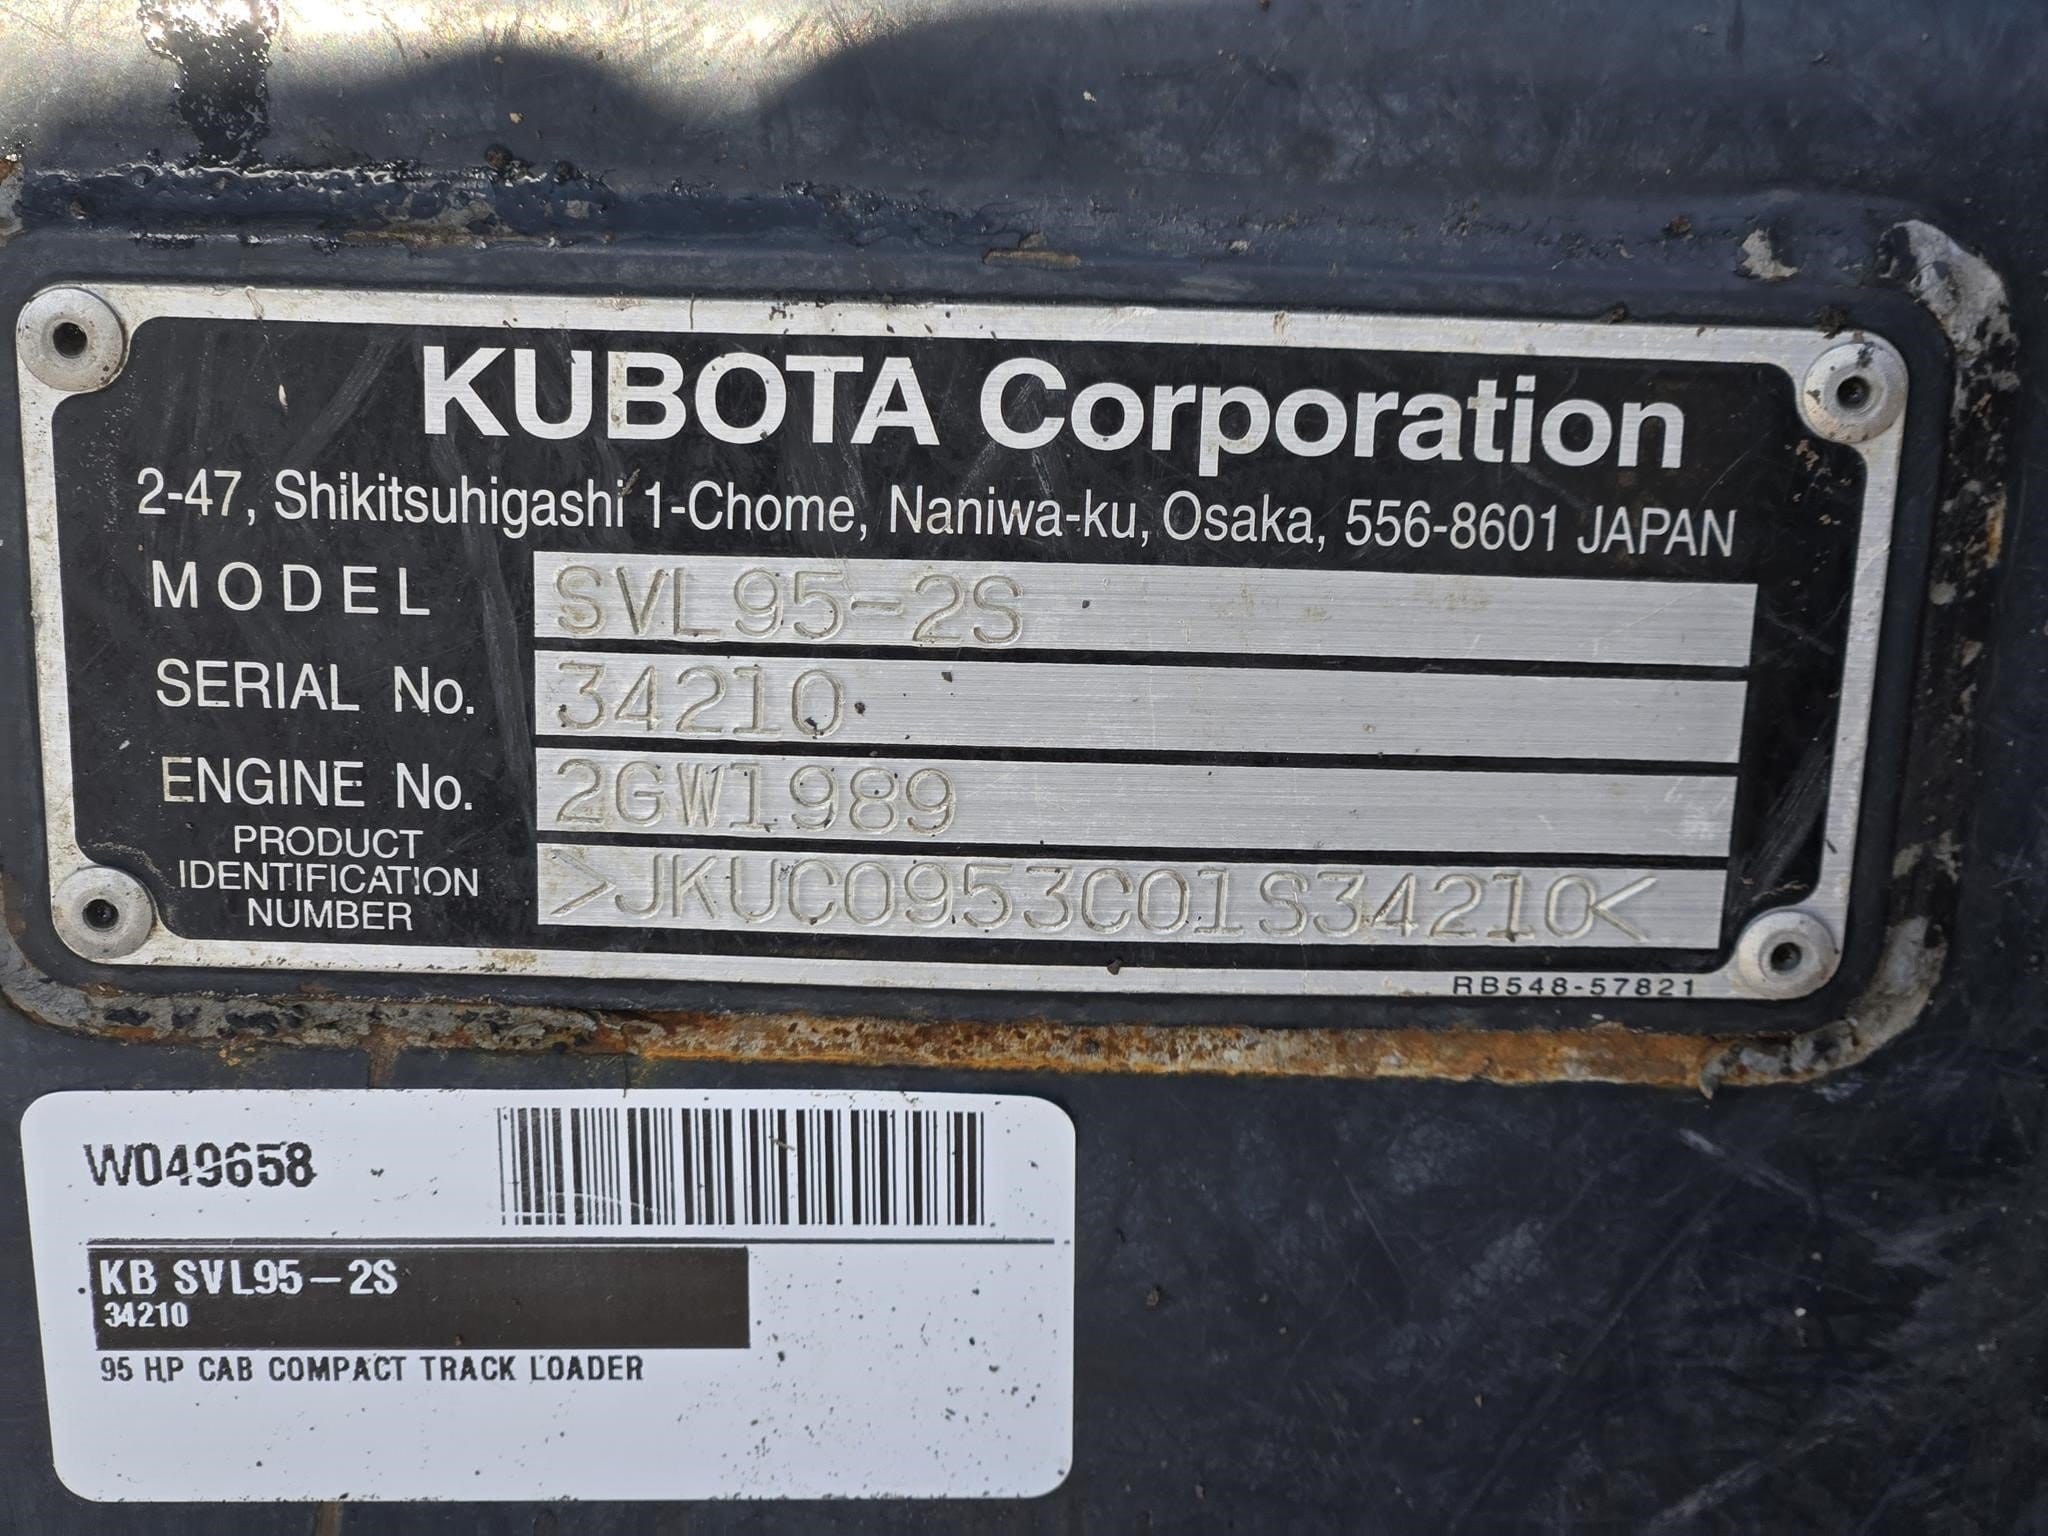 KUBOTA Corporation
2-47, Shikitsuhigashi 1-Chome, Naniwa-ku, Osaka, 556-8601 JAPAN
MODEL SVL95-2S
SERIAL No. 34210
ENGINE No. 2GW1989
PRODUCT
IDENTIFICATION
NUMBER
>JKUC0953C01S34210<
RB548-57821
W049658
KB SVL95-2S
34210
95 HP CAB COMPACT TRACK LOADER